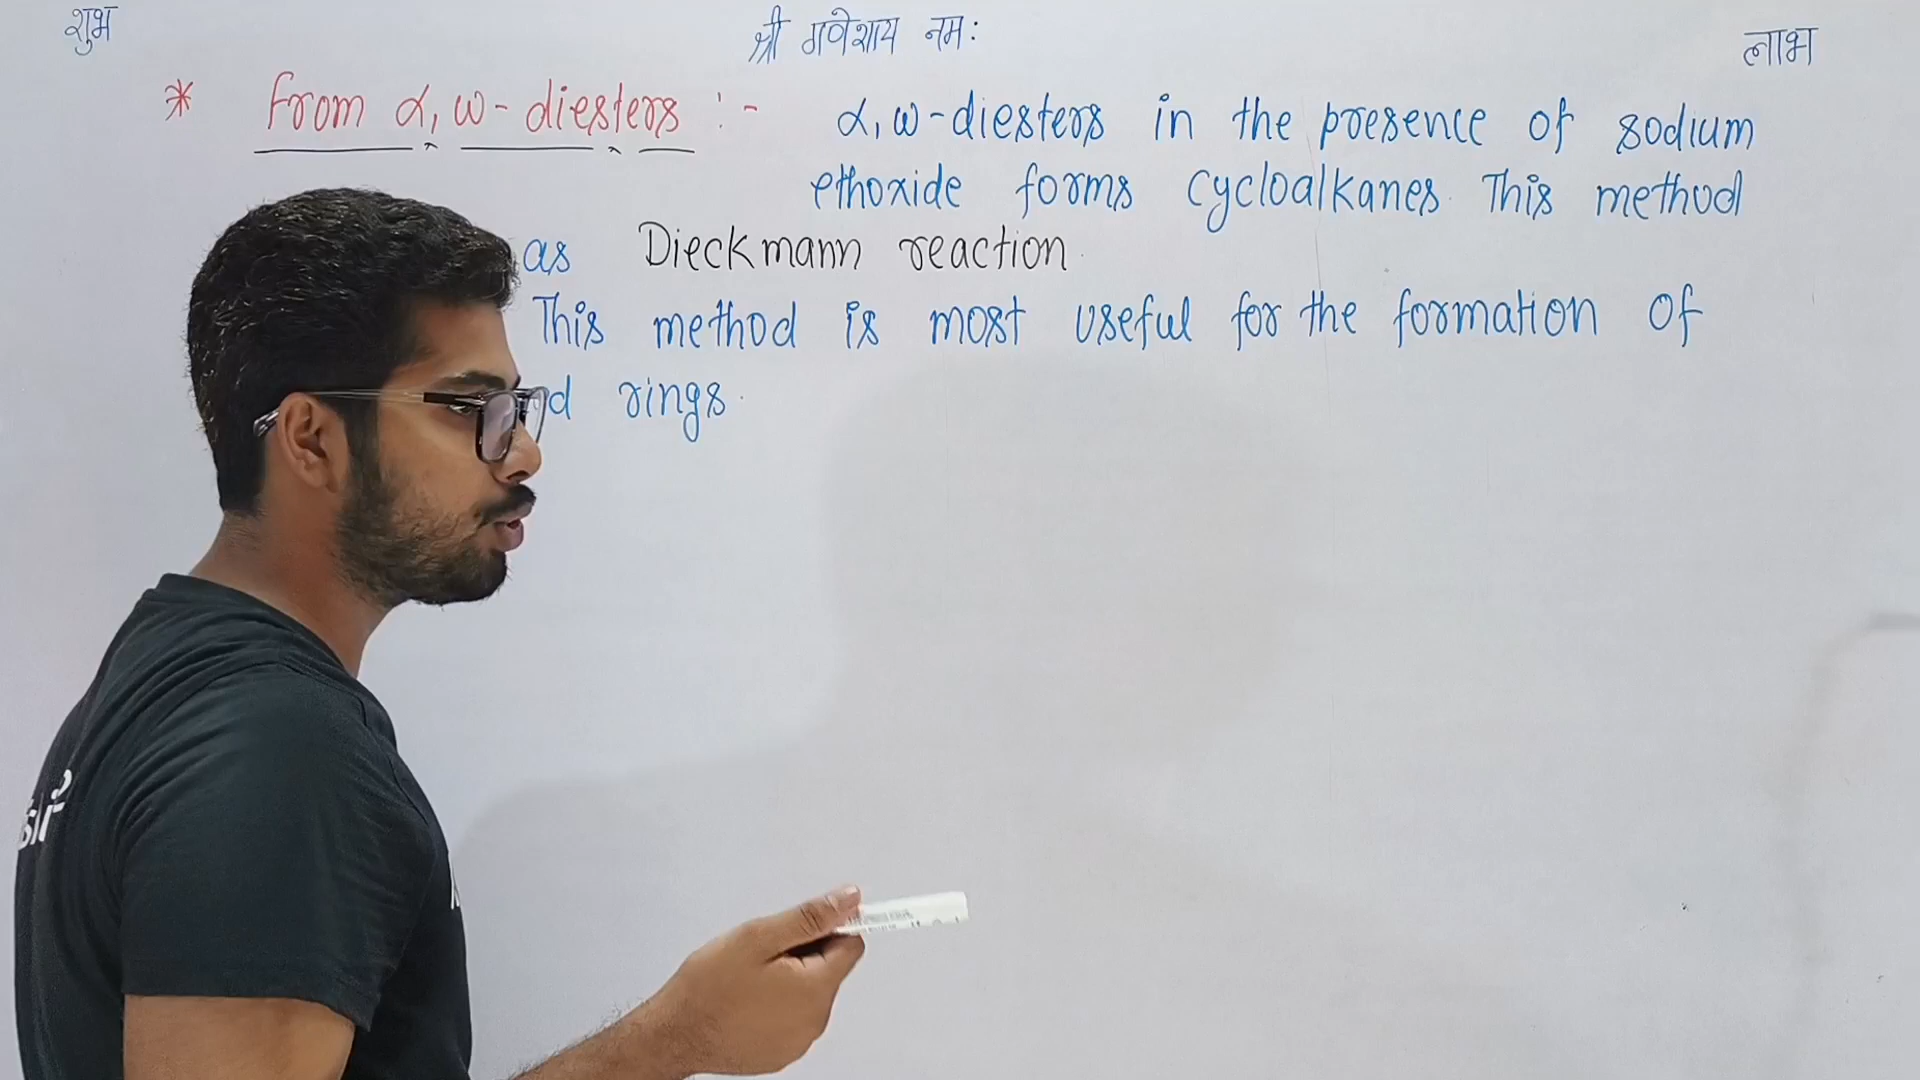 शुभ श्री गणेशाय नमः लाभ
* From α, ω - diesters :- α, ω - diesters in the presence of sodium
ethoxide forms cycloalkanes. This method
as Dieckmann reaction.
This method is most useful for the formation of
rings.